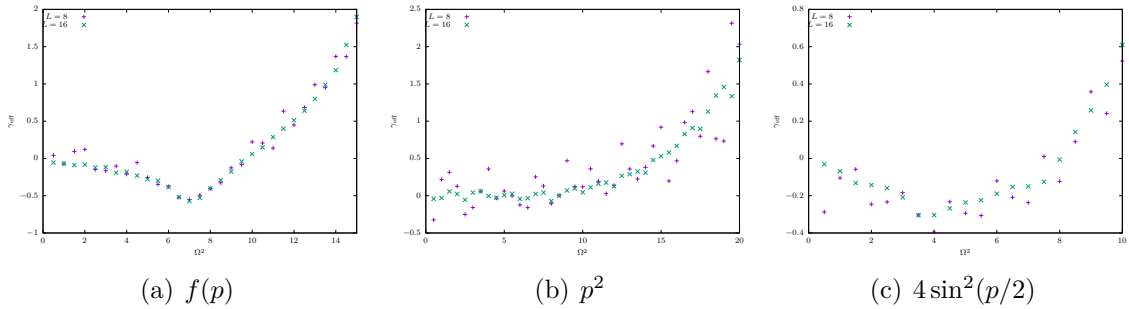 2
1.5
1
0.5
0
−0.5
−1
0 2 4 6 8 10 12 14
γeff
Ω²
L = 8
L = 16
(a) f(p)
2.5
2
1.5
1
0.5
0
−0.5
0 5 10 15 20
γeff
Ω²
L = 8
L = 16
(b) p²
0.8
0.6
0.4
0.2
0
−0.2
−0.4
0 2 4 6 8 10
γeff
Ω²
L = 8
L = 16
(c) 4 sin²(p/2)